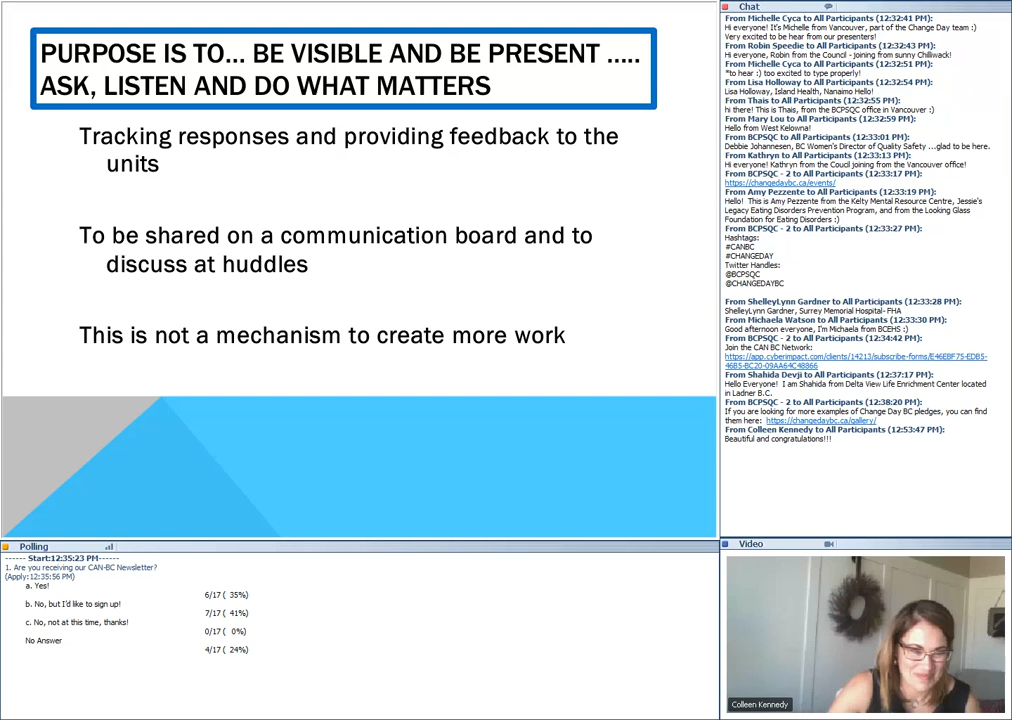 PURPOSE IS TO... BE VISIBLE AND BE PRESENT .....
ASK, LISTEN AND DO WHAT MATTERS
Tracking responses and providing feedback to the
units
To be shared on a communication board and to
discuss at huddles
This is not a mechanism to create more work
Chat
From Michelle Cyca to All Participants (12:32:41 PM):
Hi everyone! It's Michelle from Vancouver, part of the Change Day team :)
Very excited to be hear from our presenters!
From Robin Speedie to All Participants (12:32:43 PM):
Hi everyone, Robin from the Council - joining from sunny Chilliwack!
From Michelle Cyca to All Participants (12:32:51 PM):
*to hear :) too excited to type properly!
From Lisa Holloway to All Participants (12:32:54 PM):
Lisa Holloway, Island Health, Nanaimo Hello!
From Thais to All Participants (12:32:55 PM):
hi there! This is Thais, from the BCPSQC office in Vancouver :)
From Mary Lou to All Participants (12:32:59 PM):
Hello from West Kelowna!
From BCPSQC to All Participants (12:33:01 PM):
Debbie Johannesen, BC Women's Director of Quality Safety ...glad to be here.
From Kathryn to All Participants (12:33:13 PM):
Hi everyone! Kathryn from the Coucil joining from the Vancouver office!
From BCPSQC - 2 to All Participants (12:33:17 PM):
https://changedaybc.ca/events/
From Amy Pezzente to All Participants (12:33:19 PM):
Hello! This is Amy Pezzente from the Kelty Mental Resource Centre, Jessie's
Legacy Eating Disorders Prevention Program, and from the Looking Glass
Foundation for Eating Disorders :)
From BCPSQC - 2 to All Participants (12:33:27 PM):
Hashtags:
#CANBC
#CHANGEDAY
Twitter Handles:
@BCPSQC
@CHANGEDAYBC
From ShelleyLynn Gardner to All Participants (12:33:28 PM):
ShelleyLynn Gardner, Surrey Memorial Hospital- FHA
From Michaela Watson to All Participants (12:33:30 PM):
Good afternoon everyone, I'm Michaela from BCEHS :)
From BCPSQC - 2 to All Participants (12:34:42 PM):
Join the CAN BC Network:
https://app.cyberimpact.com/clients/14213/subscribe-forms/E46EBF75-EDB5-
46B5-BC20-09AA64C48866
From Shahida Devji to All Participants (12:37:17 PM):
Hello Everyone! I am Shahida from Delta View Life Enrichment Center located
in Ladner B.C.
From BCPSQC - 2 to All Participants (12:38:20 PM):
If you are looking for more examples of Change Day BC pledges, you can find
them here: https://changedaybc.ca/gallery/
From Colleen Kennedy to All Participants (12:53:47 PM):
Beautiful and congratulations!!!
Polling
------ Start:12:35:23 PM------
1. Are you receiving our CAN-BC Newsletter?
(Apply:12:35:56 PM)
a. Yes!
6/17 ( 35%)
b. No, but I'd like to sign up!
7/17 ( 41%)
c. No, not at this time, thanks!
0/17 ( 0%)
No Answer
4/17 ( 24%)
Video
Colleen Kennedy